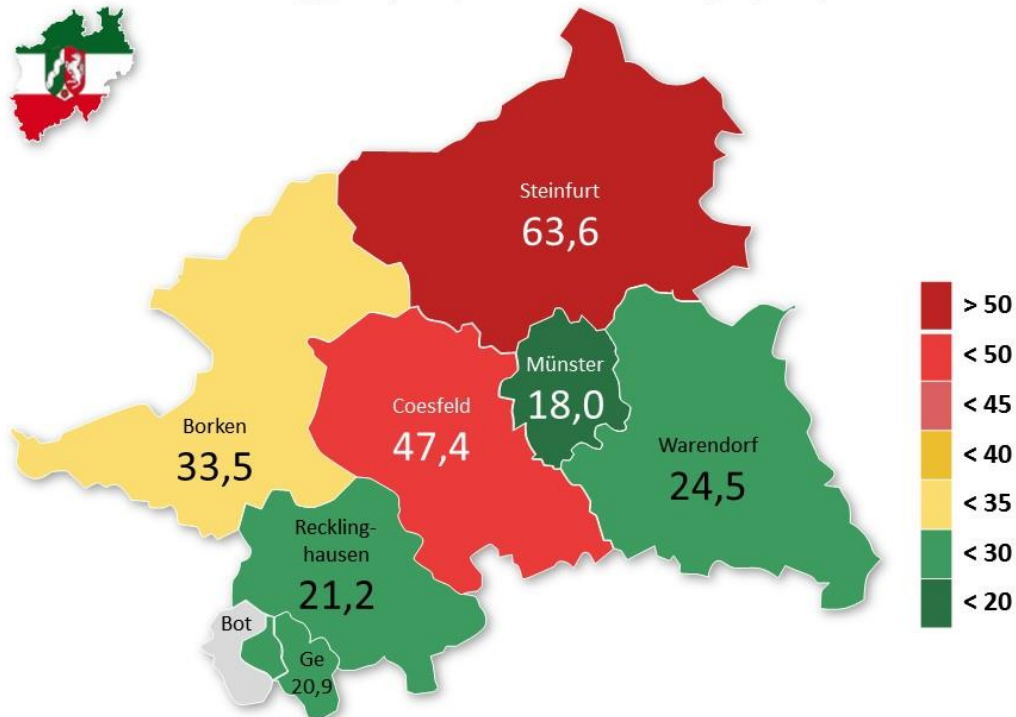 Steinfurt
63,6
Münster
18,0
Coesfeld
47,4
Borken
33,5
Warendorf
24,5
Reckling-
hausen
21,2
Bot
Ge
20,9
> 50
< 50
< 45
< 40
< 35
< 30
< 20